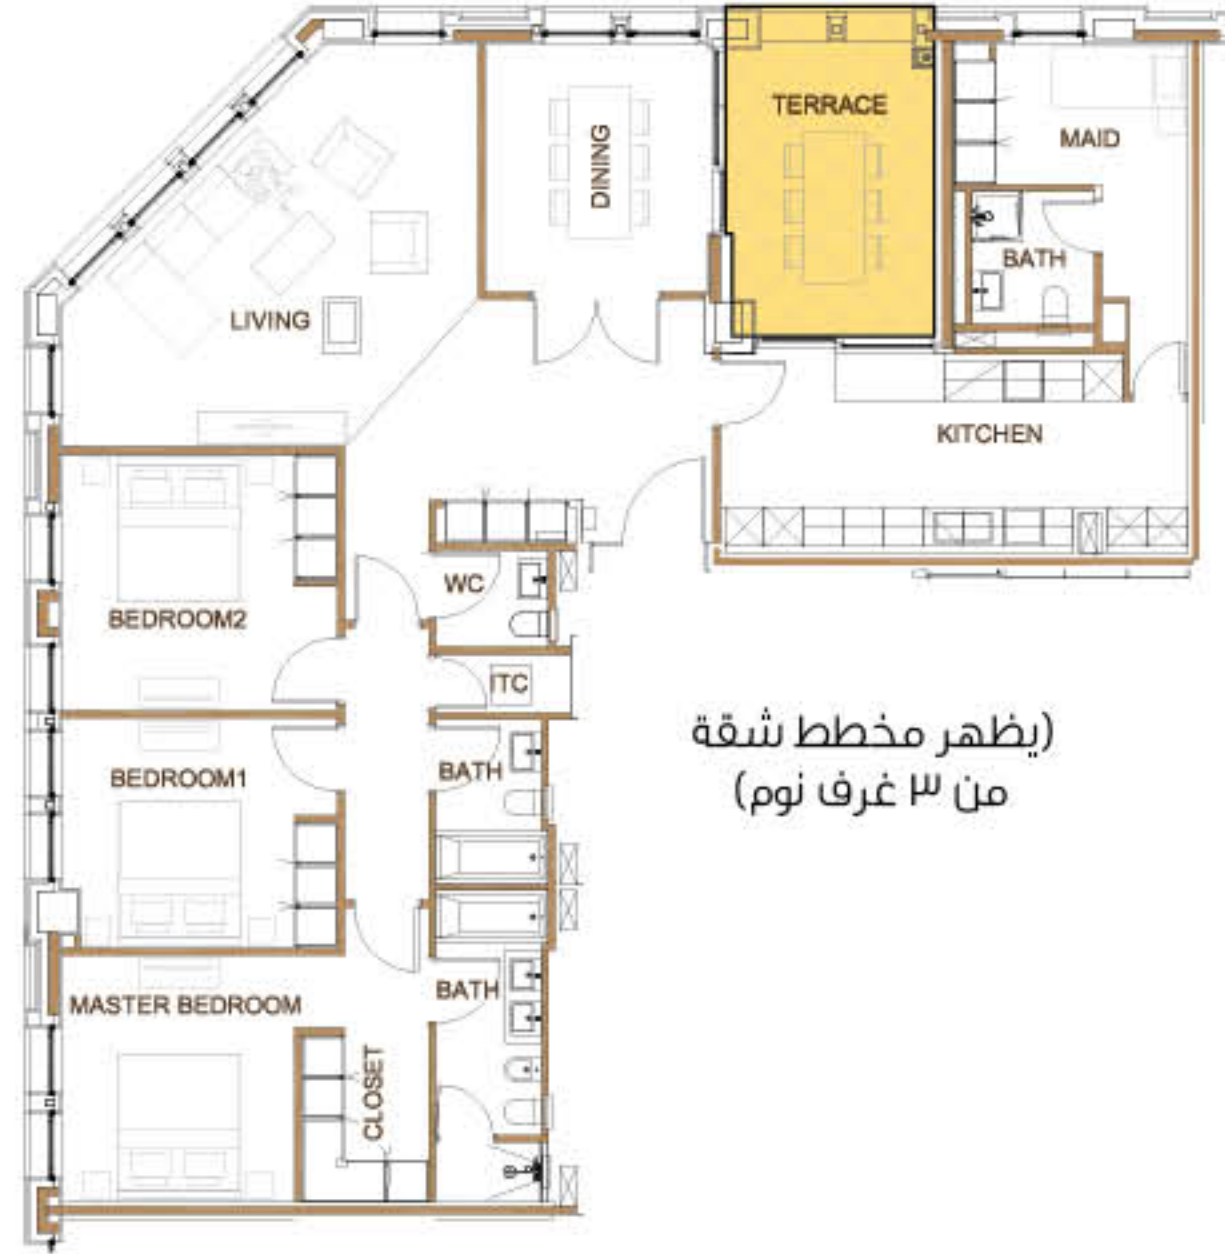 TERRACE
MAID
DINING
BATH
LIVING
KITCHEN
WC
BEDROOM2
ITC
(يظهر مخطط شقة
من ٣ غرف نوم)
BEDROOM1
BATH
MASTER BEDROOM
BATH
CLOSET